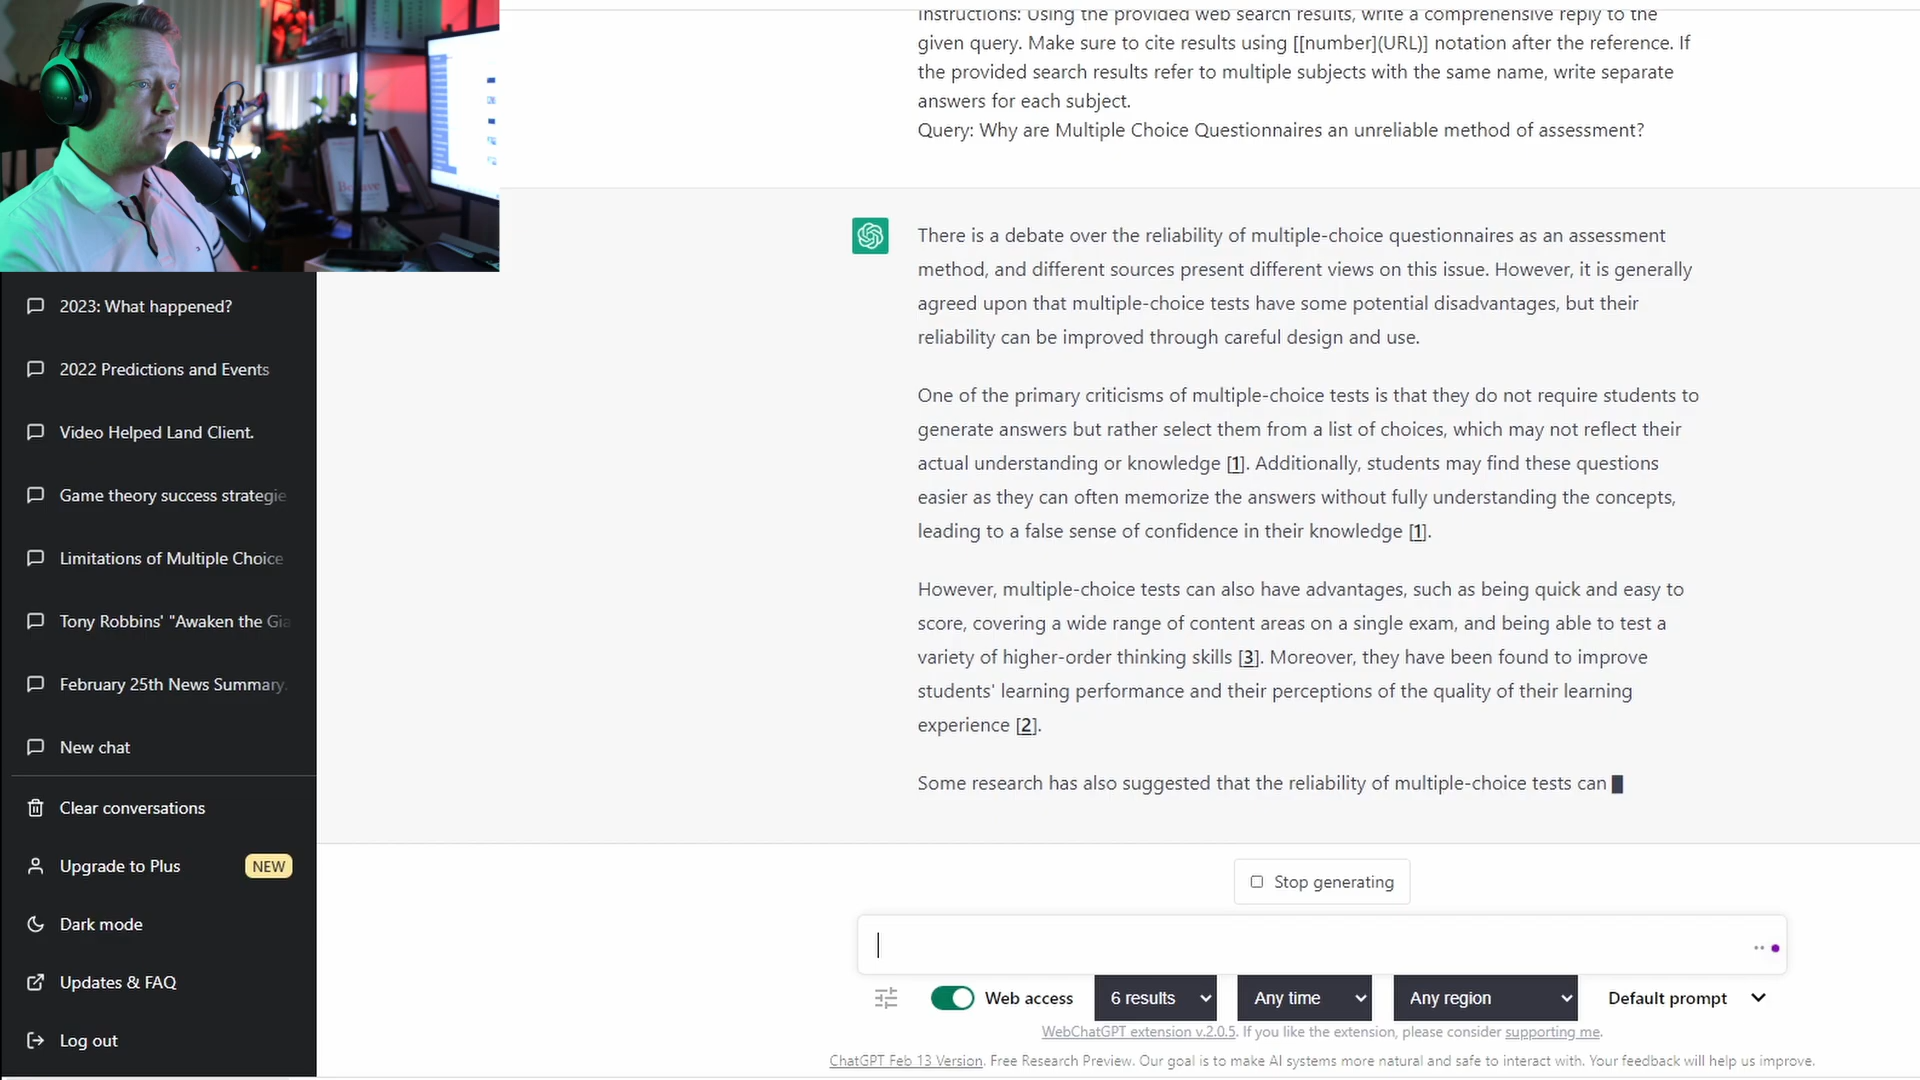 Instructions: Using the provided web search results, write a comprehensive reply to the
given query. Make sure to cite results using [[number](URL)] notation after the reference. If
the provided search results refer to multiple subjects with the same name, write separate
answers for each subject.
Query: Why are Multiple Choice Questionnaires an unreliable method of assessment?
There is a debate over the reliability of multiple-choice questionnaires as an assessment
method, and different sources present different views on this issue. However, it is generally
agreed upon that multiple-choice tests have some potential disadvantages, but their
reliability can be improved through careful design and use.
One of the primary criticisms of multiple-choice tests is that they do not require students to
generate answers but rather select them from a list of choices, which may not reflect their
actual understanding or knowledge [1]. Additionally, students may find these questions
easier as they can often memorize the answers without fully understanding the concepts,
leading to a false sense of confidence in their knowledge [1].
However, multiple-choice tests can also have advantages, such as being quick and easy to
score, covering a wide range of content areas on a single exam, and being able to test a
variety of higher-order thinking skills [3]. Moreover, they have been found to improve
students' learning performance and their perceptions of the quality of their learning
experience [2].
Some research has also suggested that the reliability of multiple-choice tests can
Stop generating
Web access
6 results
Any time
Any region
Default prompt
WebChatGPT extension v.2.0.5. If you like the extension, please consider supporting me.
ChatGPT Feb 13 Version. Free Research Preview. Our goal is to make AI systems more natural and safe to interact with. Your feedback will help us improve.
2023: What happened?
2022 Predictions and Events
Video Helped Land Client.
Game theory success strategie
Limitations of Multiple Choice
Tony Robbins' "Awaken the Gia
February 25th News Summary.
New chat
Clear conversations
Upgrade to Plus
NEW
Dark mode
Updates & FAQ
Log out
Behave